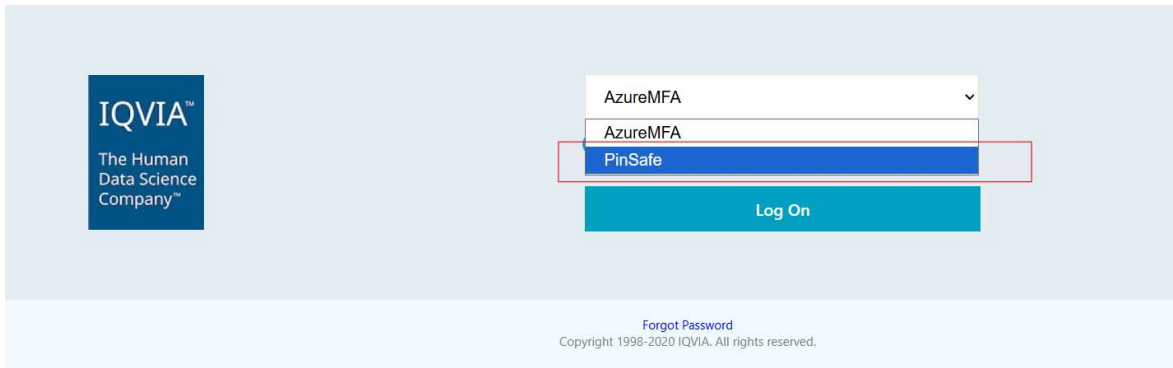 IQVIA™
The Human
Data Science
Company™
AzureMFA
AzureMFA
PinSafe
Log On
Forgot Password
Copyright 1998-2020 IQVIA. All rights reserved.